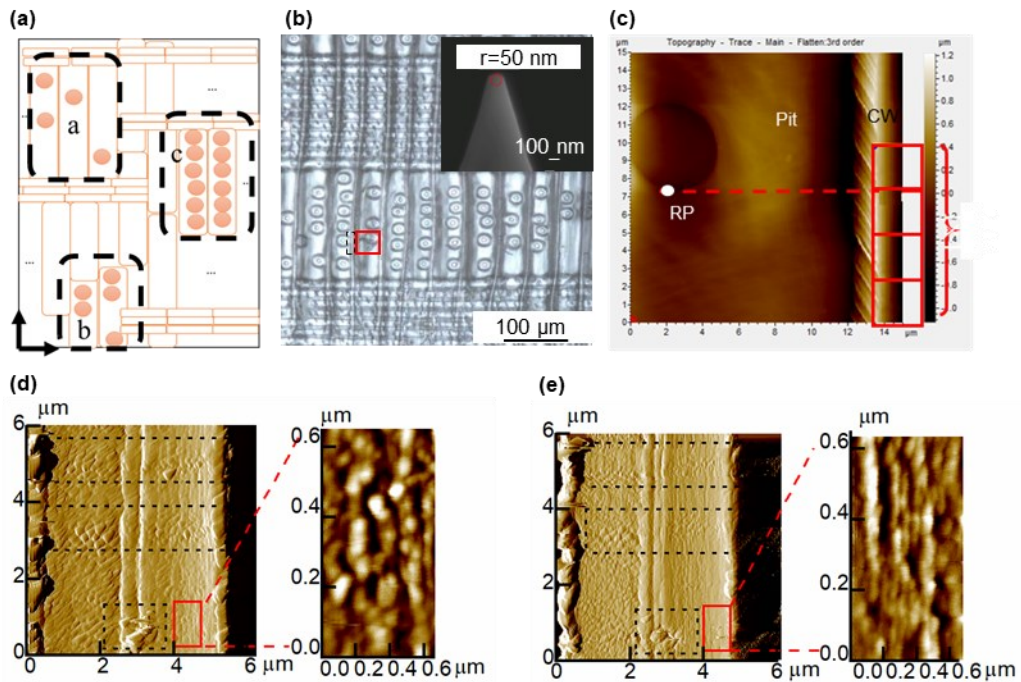 (a)
(b)
(c)
...
a
...
c
...
...
b
r=50 nm
100 nm
100 µm
Topography - Trace - Main - Flatten:3rd order
µm
µm
15
14
13
12
11
10
9
8
7
6
5
4
3
2
1
0
0 2 4 6 8 10 12 14
µm
Pit
CW
RP
1.2
1.0
0.8
0.6
0.4
0.2
0.0
(d)
µm
6
4
2
0
0 2 4 6 µm
0.6
0.4
0.2
0.0
0.0 0.2 0.4 0.6 µm
(e)
µm
6
4
2
0
0 2 4 6 µm
0.6
0.4
0.2
0.0
0.0 0.2 0.4 0.6 µm